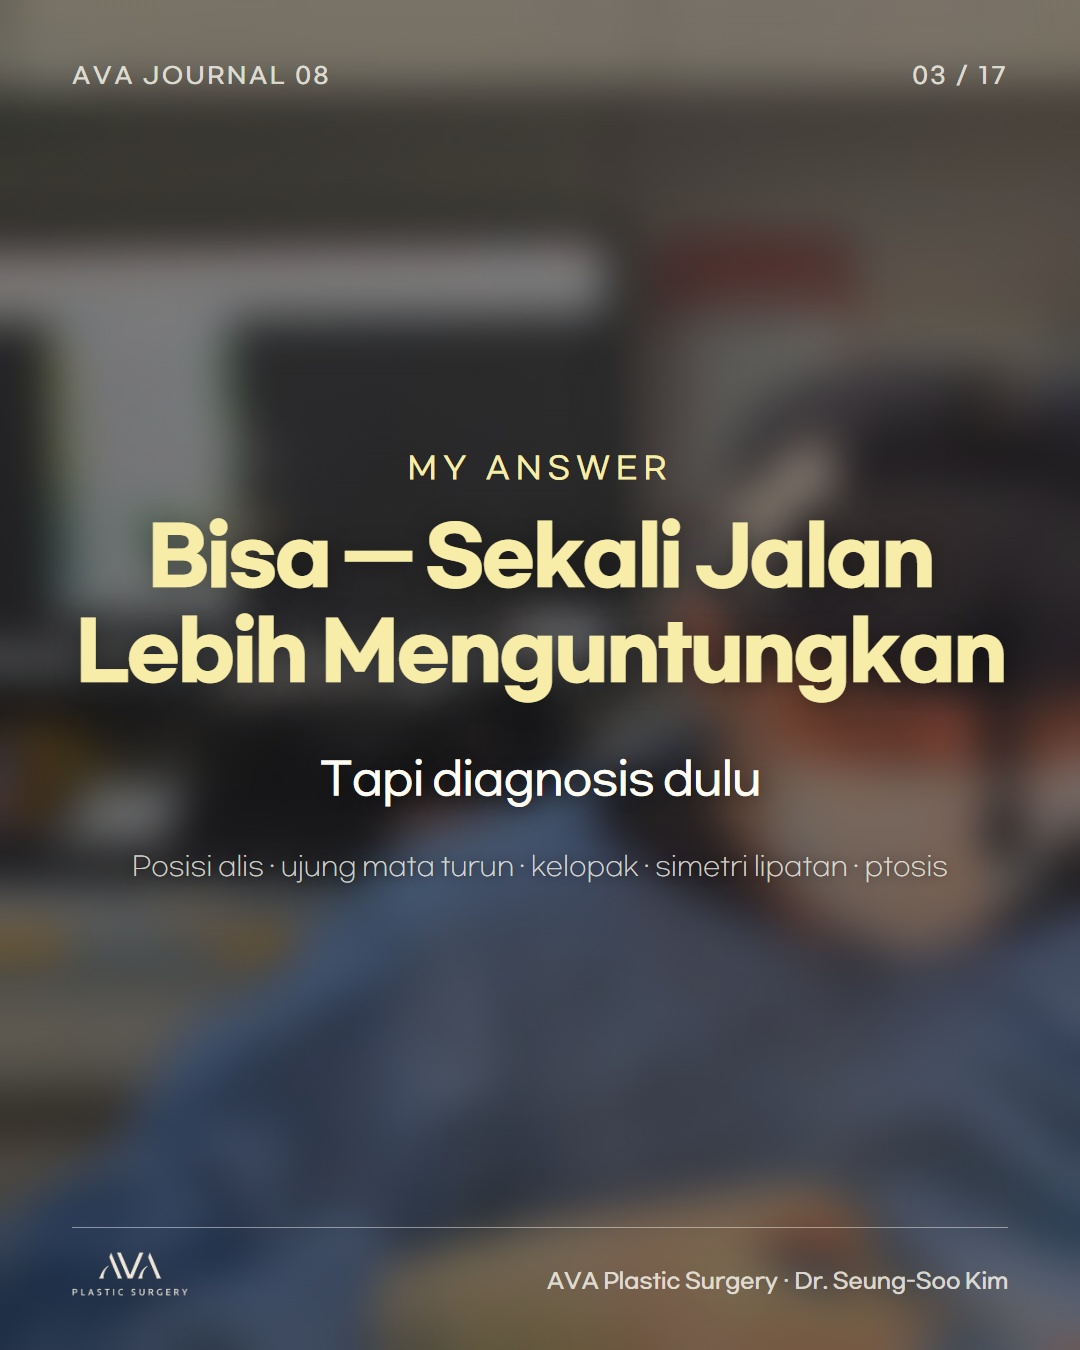 AVA JOURNAL 08
03 / 17
MY ANSWER
Bisa — Sekali Jalan
Lebih Menguntungkan
Tapi diagnosis dulu
Posisi alis · ujung mata turun · kelopak · simetri lipatan · ptosis
AVA
PLASTIC SURGERY
AVA Plastic Surgery · Dr. Seung-Soo Kim